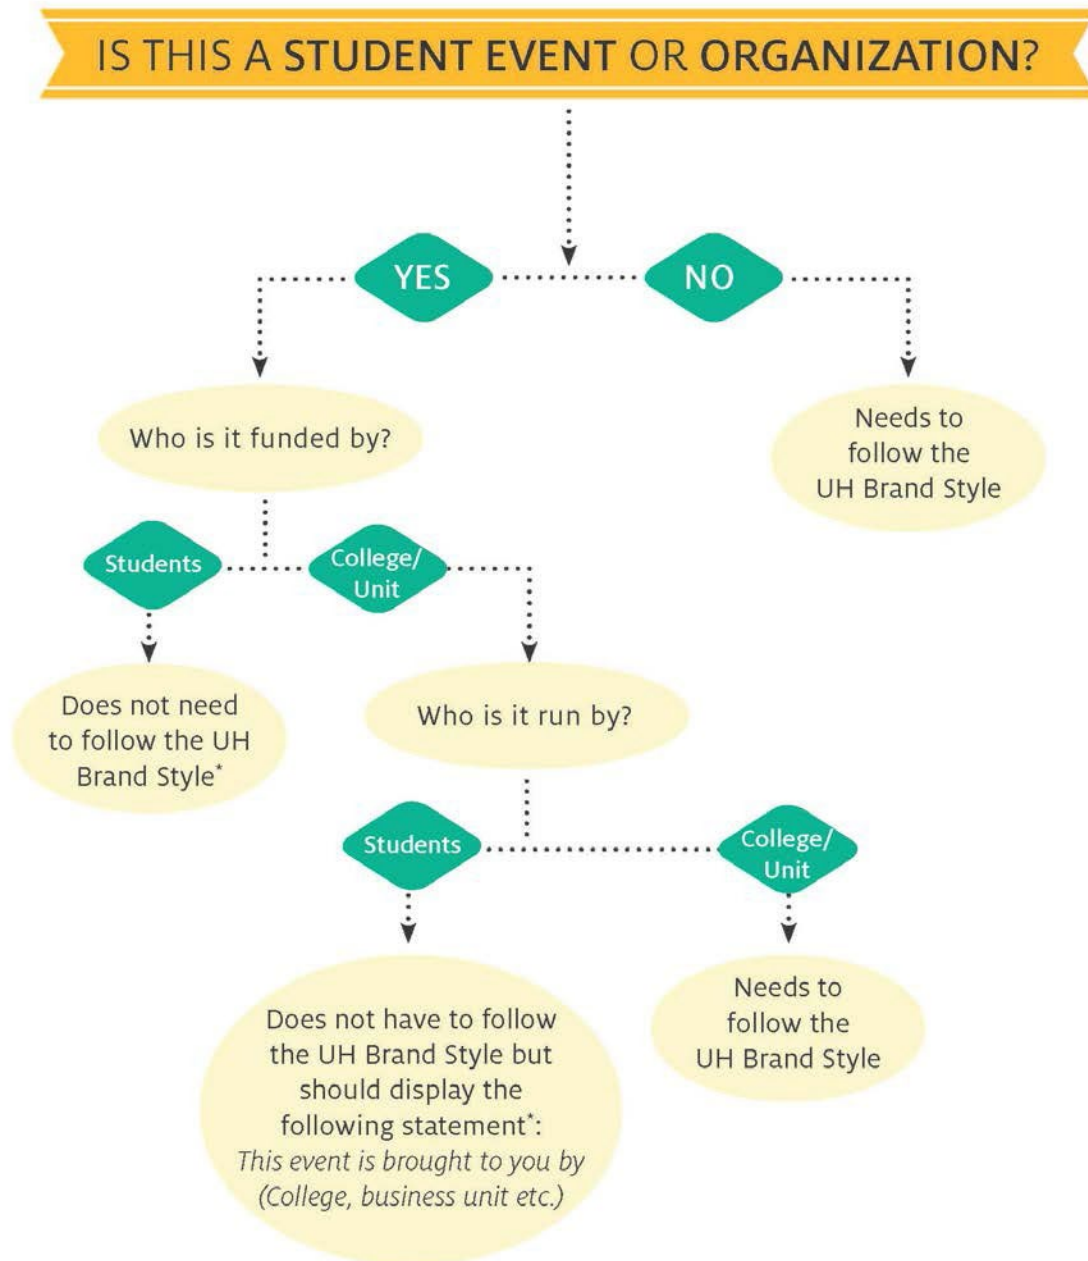 IS THIS A STUDENT EVENT OR ORGANIZATION?
YES
NO
Who is it funded by?
Needs to
follow the
UH Brand Style
Students
College/
Unit
Does not need
to follow the UH
Brand Style*
Who is it run by?
Students
College/
Unit
Does not have to follow
the UH Brand Style but
should display the
following statement*:
This event is brought to you by
(College, business unit etc.)
Needs to
follow the
UH Brand Style